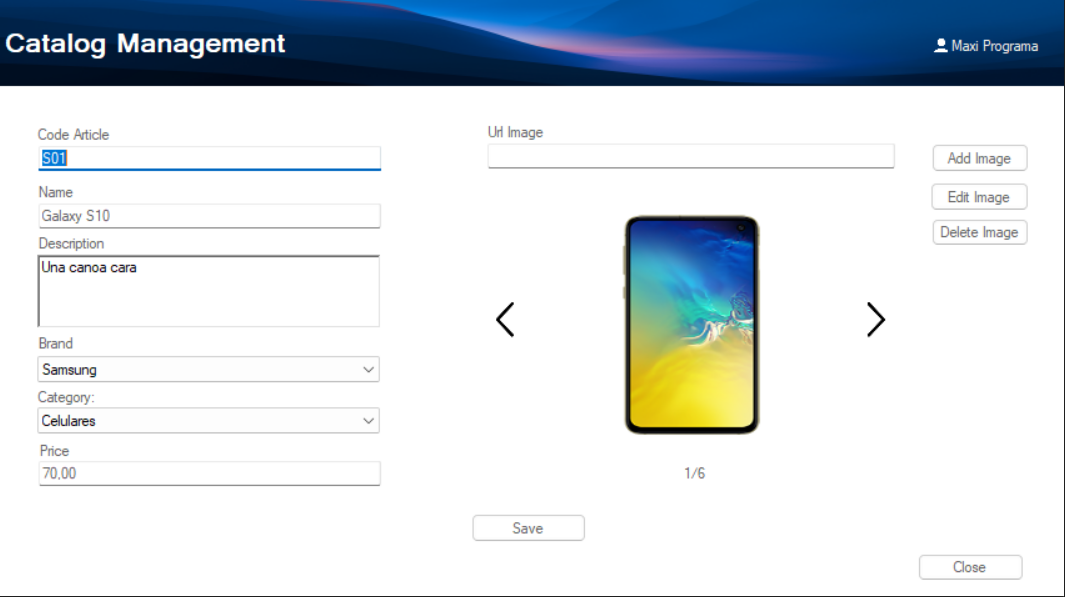 Catalog Management
Maxi Programa
Code Article
S01
Name
Galaxy S10
Description
Una canoa cara
Brand
Samsung
Category:
Celulares
Price
70,00
Url Image
Add Image
Edit Image
Delete Image
1/6
Save
Close